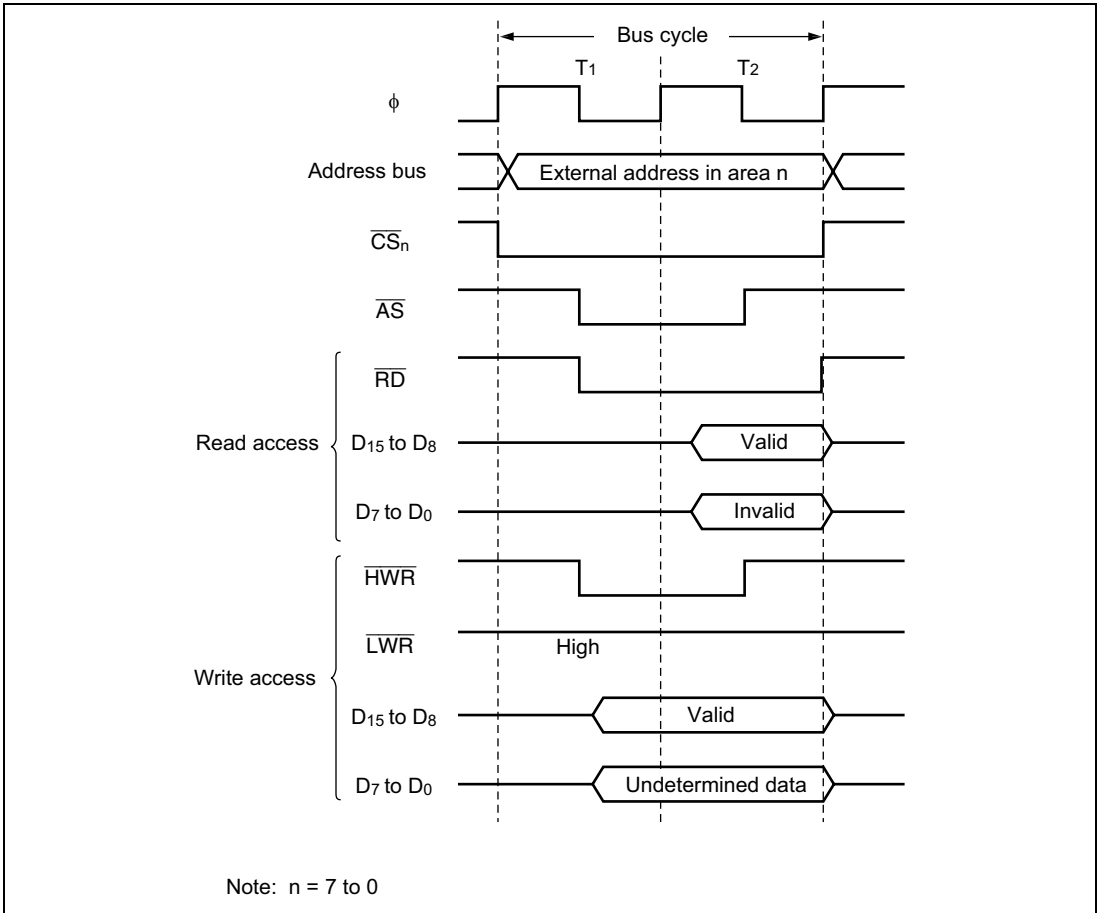 Bus cycle
T1 T2
φ
Address bus External address in area n
CSn
AS
RD
Read access D15 to D8 Valid
D7 to D0 Invalid
HWR
LWR High
Write access
D15 to D8 Valid
D7 to D0 Undetermined data
Note: n = 7 to 0